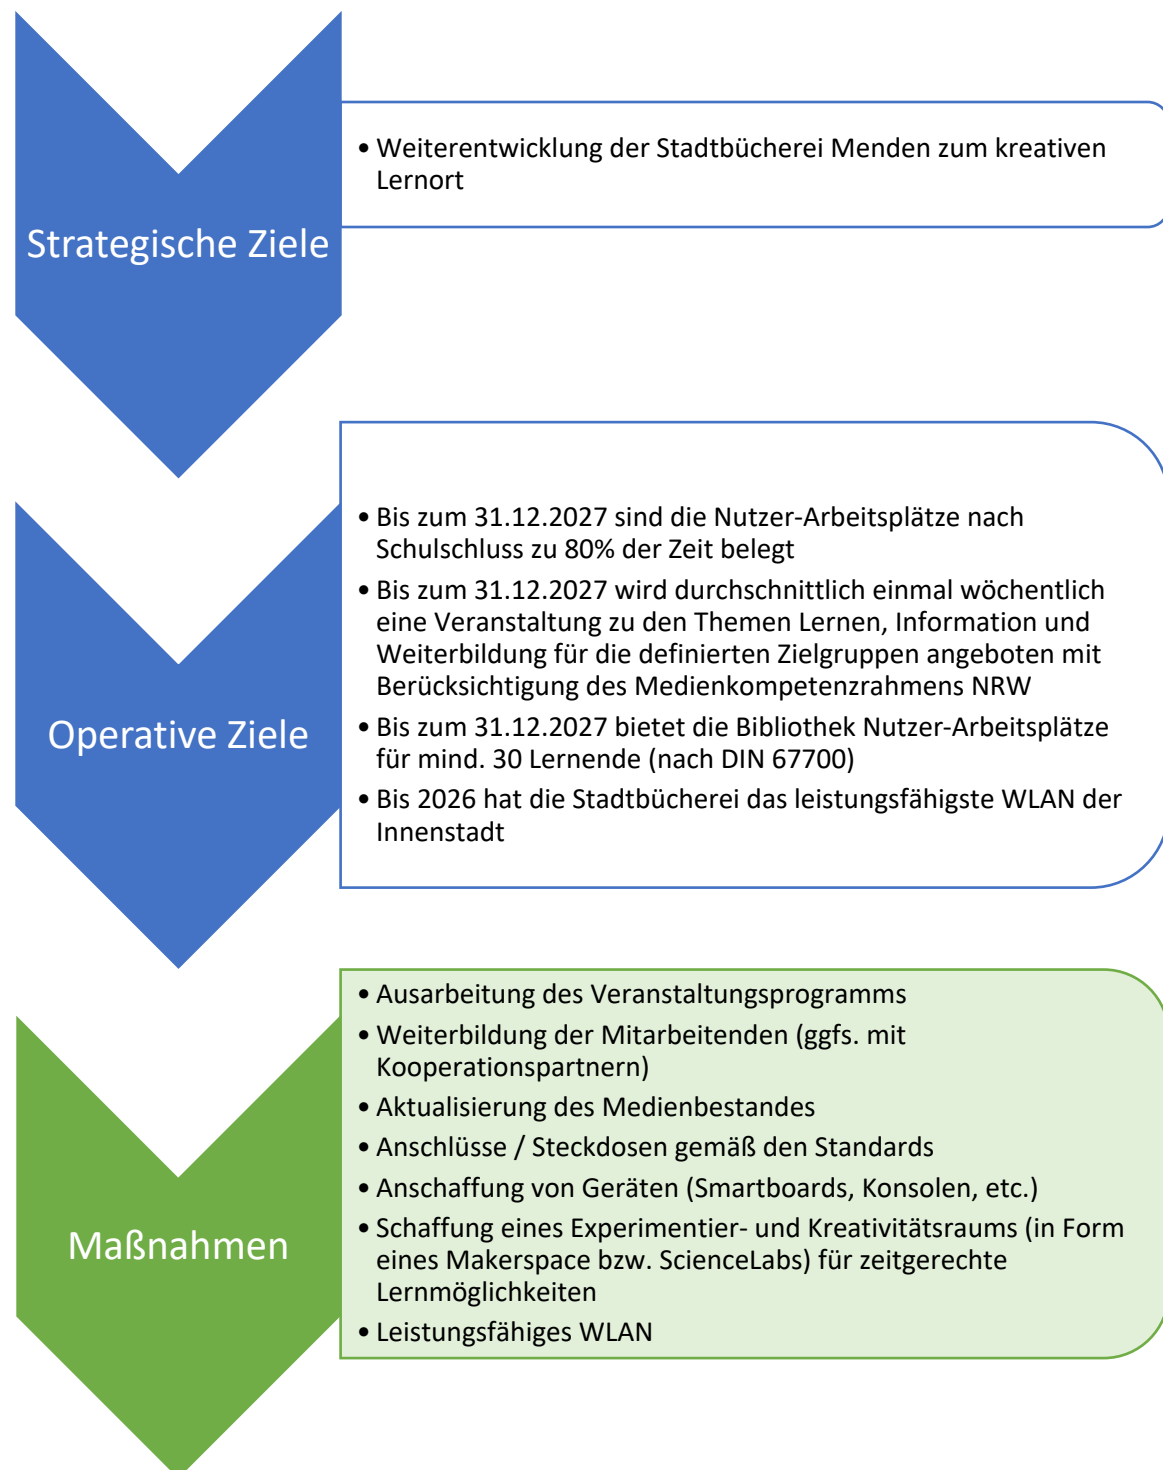 Strategische Ziele
• Weiterentwicklung der Stadtbücherei Menden zum kreativen
Lernort
Operative Ziele
• Bis zum 31.12.2027 sind die Nutzer-Arbeitsplätze nach
Schulschluss zu 80% der Zeit belegt
• Bis zum 31.12.2027 wird durchschnittlich einmal wöchentlich
eine Veranstaltung zu den Themen Lernen, Information und
Weiterbildung für die definierten Zielgruppen angeboten mit
Berücksichtigung des Medienkompetenzrahmens NRW
• Bis zum 31.12.2027 bietet die Bibliothek Nutzer-Arbeitsplätze
für mind. 30 Lernende (nach DIN 67700)
• Bis 2026 hat die Stadtbücherei das leistungsfähigste WLAN der
Innenstadt
Maßnahmen
• Ausarbeitung des Veranstaltungsprogramms
• Weiterbildung der Mitarbeitenden (ggfs. mit
Kooperationspartnern)
• Aktualisierung des Medienbestandes
• Anschlüsse / Steckdosen gemäß den Standards
• Anschaffung von Geräten (Smartboards, Konsolen, etc.)
• Schaffung eines Experimentier- und Kreativitätsraums (in Form
eines Makerspace bzw. ScienceLabs) für zeitgerechte
Lernmöglichkeiten
• Leistungsfähiges WLAN